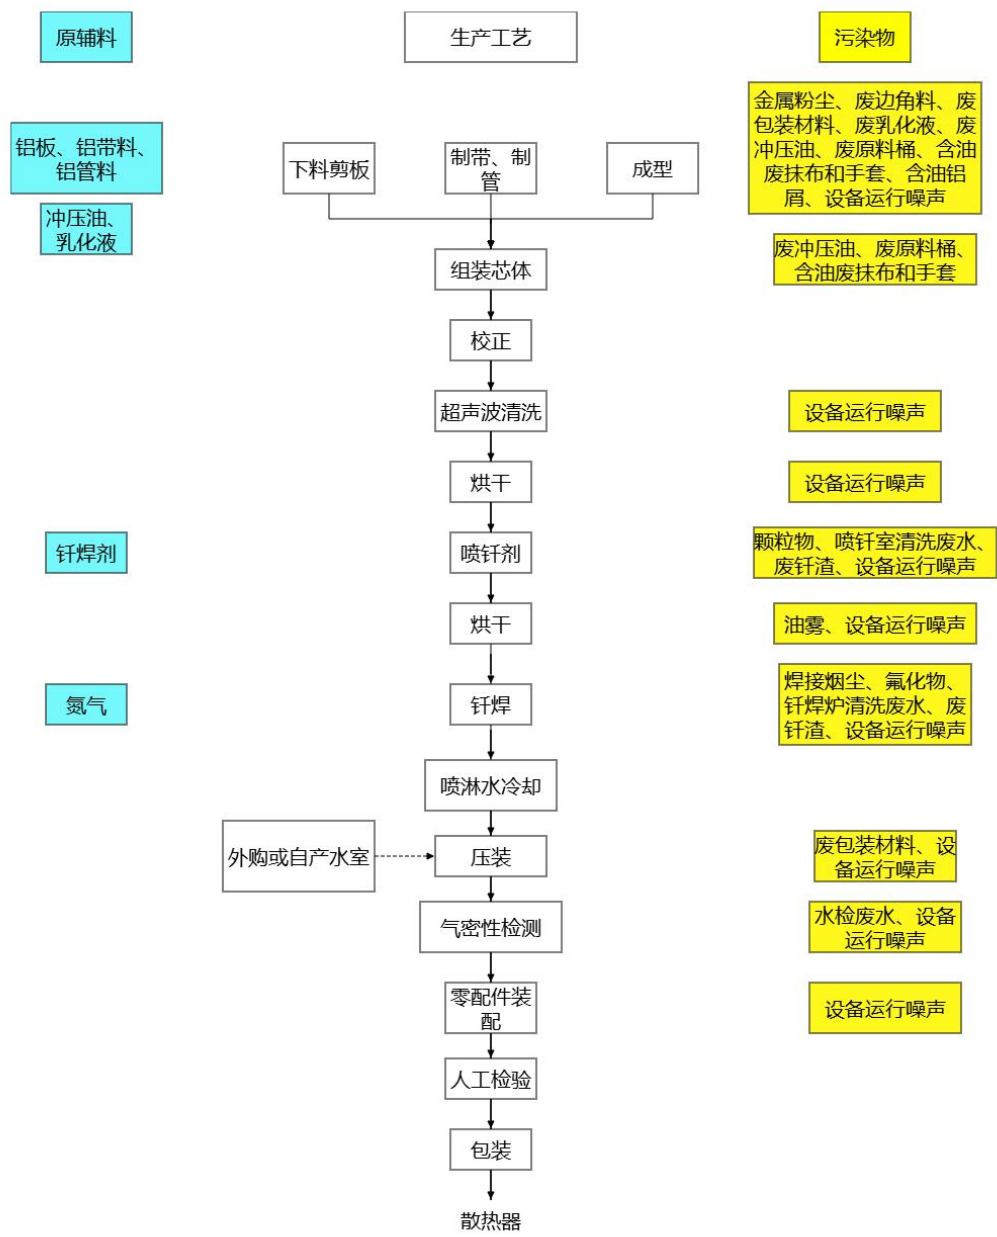 原辅料
生产工艺
污染物
铝板、铝带料、
铝管料
下料剪板
制带、制
管
成型
金属粉尘、废边角料、废
包装材料、废乳化液、废
冲压油、废原料桶、含油
废抹布和手套、含油铝
屑、设备运行噪声
冲压油、
乳化液
组装芯体
废冲压油、废原料桶、
含油废抹布和手套
校正
超声波清洗
设备运行噪声
烘干
设备运行噪声
钎焊剂
喷钎剂
颗粒物、喷钎室清洗废水、
废钎渣、设备运行噪声
烘干
油雾、设备运行噪声
氮气
钎焊
焊接烟尘、氟化物、
钎焊炉清洗废水、废
钎渣、设备运行噪声
喷淋水冷却
外购或自产水室
压装
废包装材料、设
备运行噪声
气密性检测
水检废水、设备
运行噪声
零配件装
配
设备运行噪声
人工检验
包装
散热器